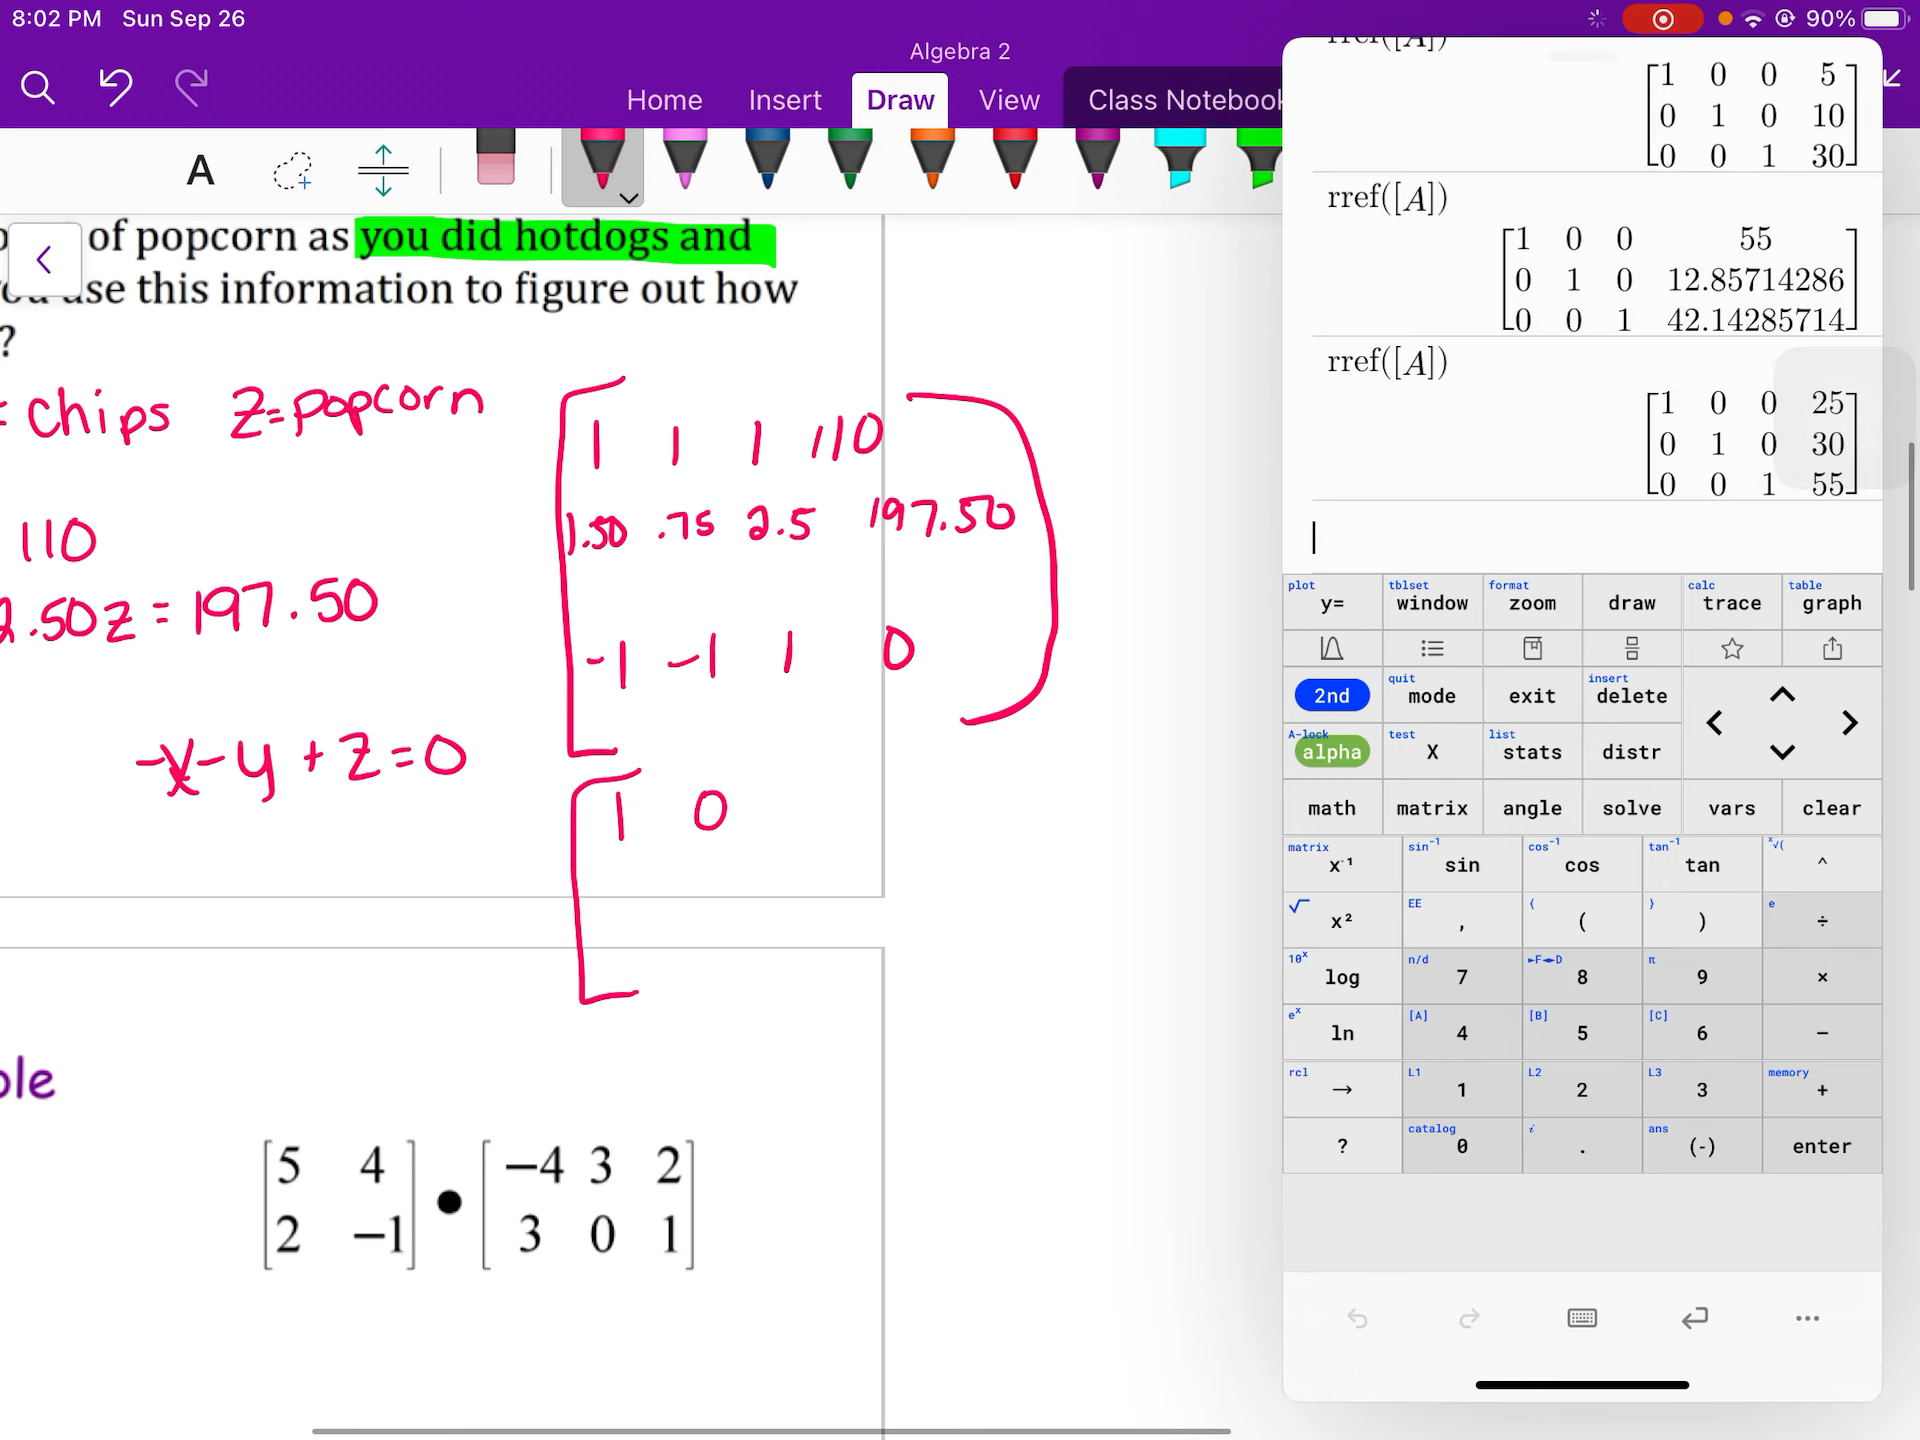 8:02 PM Sun Sep 26
90%
Algebra 2
Home Insert Draw View Class Notebook
A
of popcorn as you did hotdogs and
use this information to figure out how
?
= Chips Z=popcorn
110
2.50z = 197.50
-x-y+z=0
1 1 1 110
1.50 .75 2.5 197.50
-1 -1 1 0
1 0
ple
5 4
2 −1
•
−4 3 2
3 0 1
rref([A])
1 0 0 5
0 1 0 10
0 0 1 30
rref([A])
1 0 0 55
0 1 0 12.85714286
0 0 1 42.14285714
rref([A])
1 0 0 25
0 1 0 30
0 0 1 55
plot tblset format calc table
y= window zoom draw trace graph
quit insert
2nd mode exit delete
A-lock test list
alpha X stats distr
math matrix angle solve vars clear
matrix sin⁻¹ cos⁻¹ tan⁻¹ ˣ√(
x⁻¹ sin cos tan ^
√ EE { } e
x² , ( ) ÷
10ˣ n/d ►F◄►D π
log 7 8 9 ×
eˣ [A] [B] [C]
ln 4 5 6 −
rcl L1 L2 L3 memory
→ 1 2 3 +
catalog i ans
? 0 . (-) enter